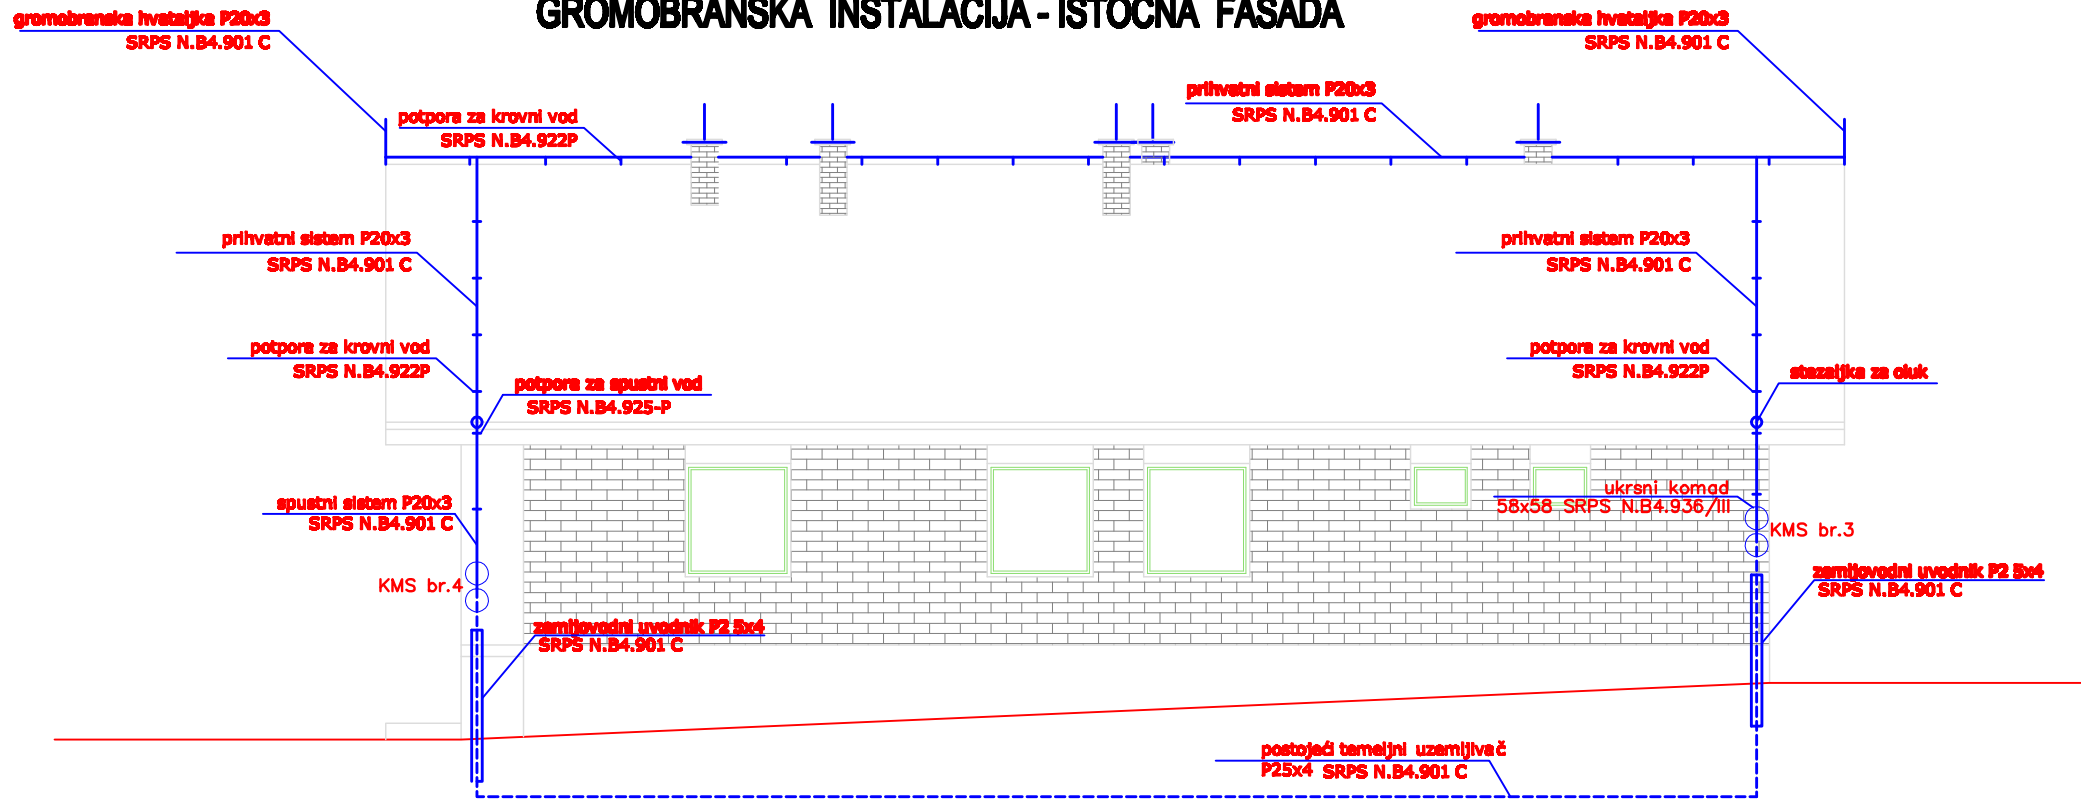 GROMOBRANSKA INSTALACIJA - ISTOČNA FASADA
gromobranska hvataljka P20x3
SRPS N.B4.901 C
gromobranska hvataljka P20x3
SRPS N.B4.901 C
potpora za krovni vod
SRPS N.B4.922P
prihvatni sistem P20x3
SRPS N.B4.901 C
prihvatni sistem P20x3
SRPS N.B4.901 C
prihvatni sistem P20x3
SRPS N.B4.901 C
potpora za krovni vod
SRPS N.B4.922P
potpora za spustni vod
SRPS N.B4.925-P
potpora za krovni vod
SRPS N.B4.922P
stezaljka za oluk
spustni sistem P20x3
SRPS N.B4.901 C
ukrsni komad
58x58 SRPS N.B4.936/III
KMS br.3
KMS br.4
zemljovodni uvodnik P2 5x4
SRPS N.B4.901 C
zemljovodni uvodnik P2 5x4
SRPS N.B4.901 C
postojeći temeljni uzemljivač
P25x4 SRPS N.B4.901 C